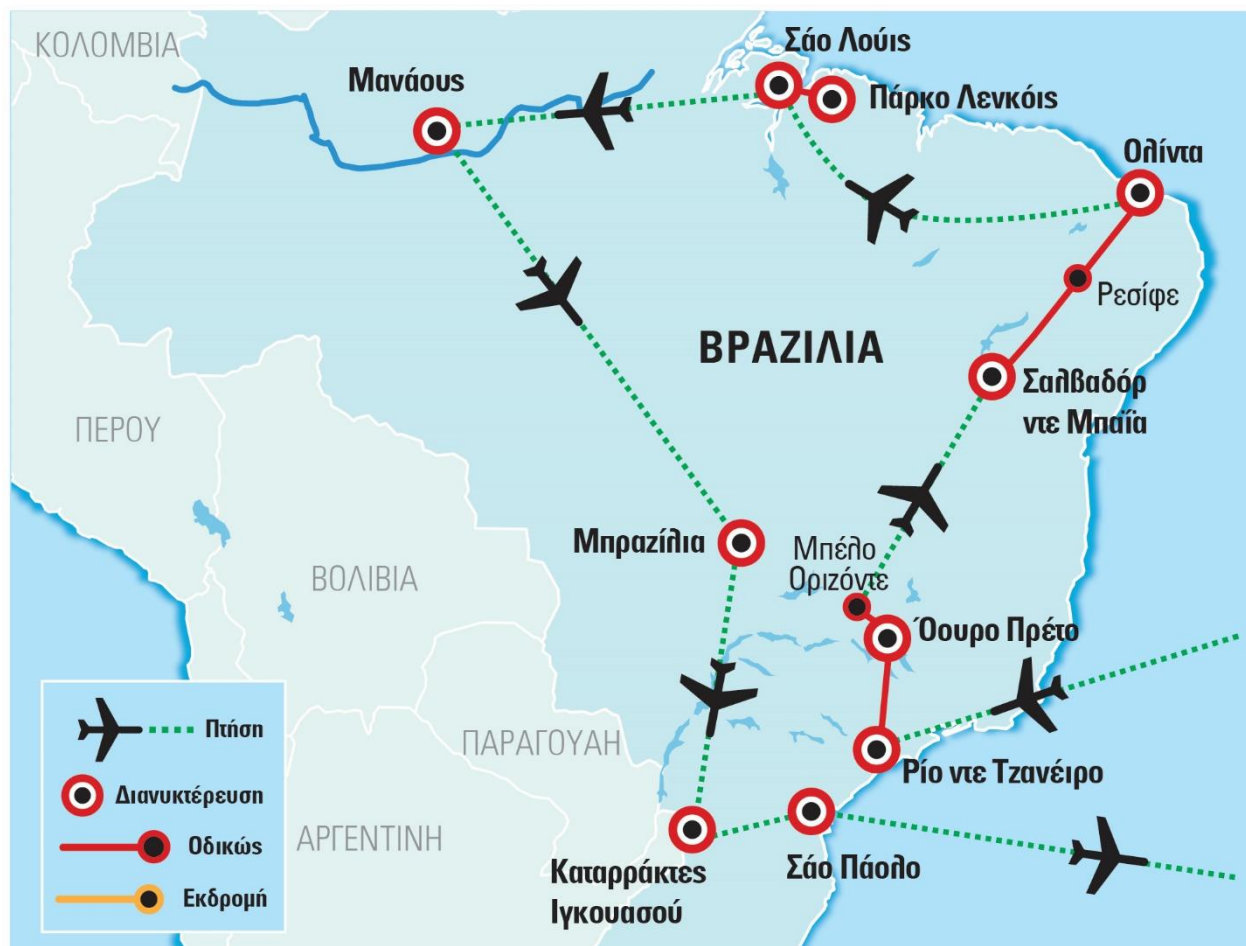 ΚΟΛΟΜΒΙΑ
Μανάους
Σάο Λούις
Πάρκο Λενκόις
Ολίντα
Ρεσίφε
ΒΡΑΖΙΛΙΑ
Σαλβαδόρ
ντε Μπαΐα
ΠΕΡΟΥ
Μπραζίλια
Μπέλο
Οριζόντε
ΒΟΛΙΒΙΑ
Όουρο Πρέτο
ΠΑΡΑΓΟΥΑΗ
Ρίο ντε Τζανέιρο
ΑΡΓΕΝΤΙΝΗ
Καταρράκτες
Ιγκουασού
Σάο Πάολο
Πτήση
Διανυκτέρευση
Οδικώς
Εκδρομή